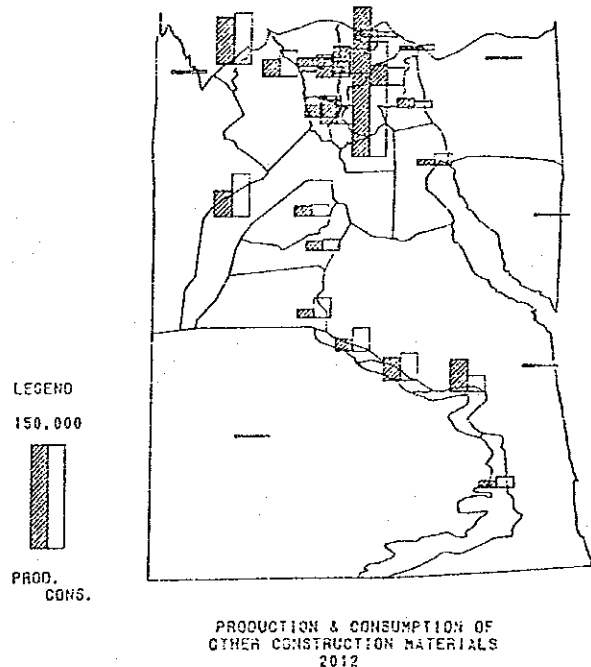 LEGEND
150.000
PROD.
CONS.
PRODUCTION & CONSUMPTION OF
OTHER CONSTRUCTION MATERIALS
2012